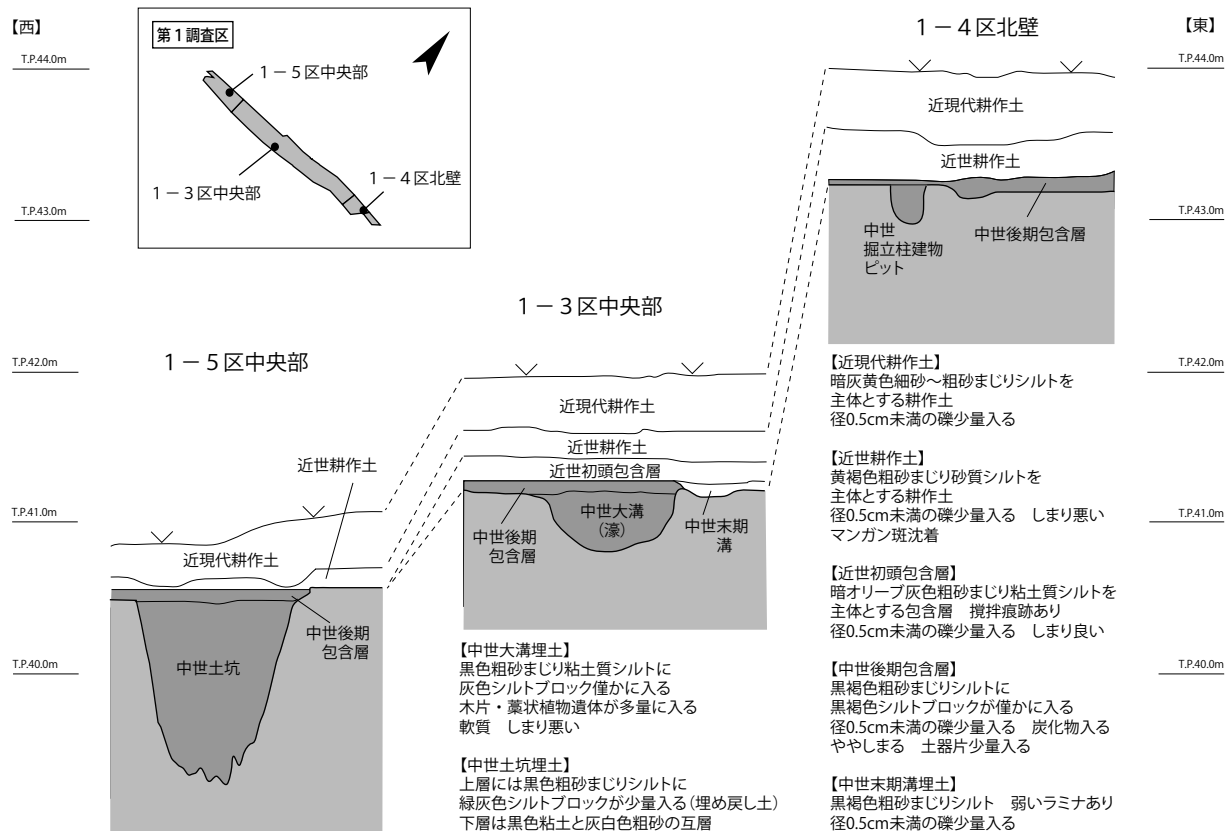 【西】
T.P.44.0m
T.P.43.0m
T.P.42.0m
T.P.41.0m
T.P.40.0m
第1調査区
1－5区中央部
1－3区中央部
1－4区北壁
1－5区中央部
近世耕作土
近現代耕作土
中世後期
包含層
中世土坑
1－3区中央部
近現代耕作土
近世耕作土
近世初頭包含層
中世後期
包含層
中世大溝
（濠）
中世末期
溝
【中世大溝埋土】
黒色粗砂まじり粘土質シルトに
灰色シルトブロック僅かに入る
木片・藁状植物遺体が多量に入る
軟質　しまり悪い
【中世土坑埋土】
上層には黒色粗砂まじりシルトに
緑灰色シルトブロックが少量入る（埋め戻し土）
下層は黒色粘土と灰白色粗砂の互層
1－4区北壁
近現代耕作土
近世耕作土
中世
掘立柱建物
ピット
中世後期包含層
【東】
T.P.44.0m
T.P.43.0m
T.P.42.0m
T.P.41.0m
T.P.40.0m
【近現代耕作土】
暗灰黄色細砂～粗砂まじりシルトを
主体とする耕作土
径0.5cm未満の礫少量入る
【近世耕作土】
黄褐色粗砂まじり砂質シルトを
主体とする耕作土
径0.5cm未満の礫少量入る　しまり悪い
マンガン斑沈着
【近世初頭包含層】
暗オリーブ灰色粗砂まじり粘土質シルトを
主体とする包含層　撹拌痕跡あり
径0.5cm未満の礫少量入る　しまり良い
【中世後期包含層】
黒褐色粗砂まじりシルトに
黒褐色シルトブロックが僅かに入る
径0.5cm未満の礫少量入る　炭化物入る
ややしまる　土器片少量入る
【中世末期溝埋土】
黒褐色粗砂まじりシルト　弱いラミナあり
径0.5cm未満の礫少量入る